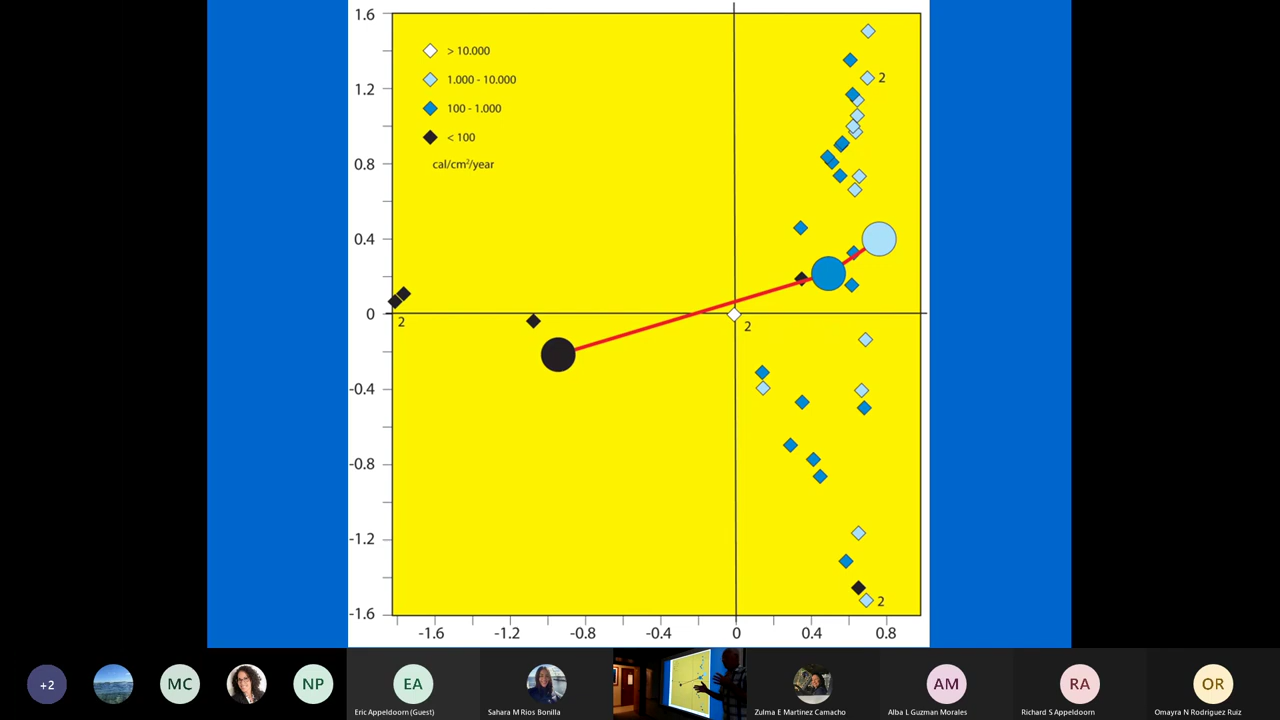 1.6
1.2
0.8
0.4
0
-0.4
-0.8
-1.2
-1.6
> 10.000
1.000 - 10.000
100 - 1.000
< 100
cal/cm²/year
2
2
2
2
-1.6
-1.2
-0.8
-0.4
0
0.4
0.8
+2
MC
NP
EA
Eric Appeldoorn (Guest)
Sahara M Rios Bonilla
Zulma E Martinez Camacho
AM
Alba L Guzman Morales
RA
Richard S Appeldoorn
OR
Omayra N Rodriguez Ruiz